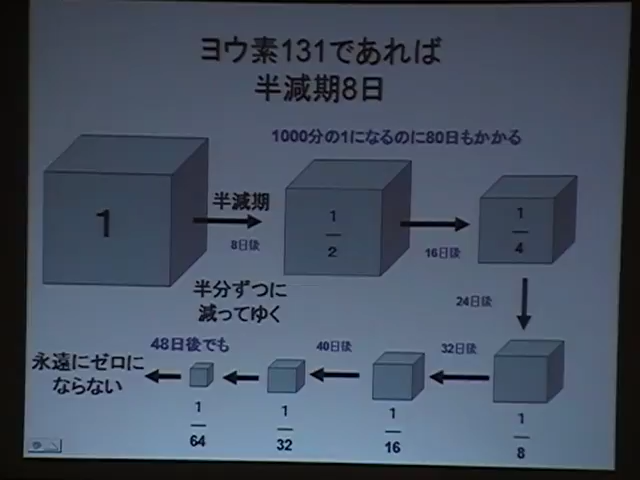 ヨウ素131であれば
半減期8日
1000分の1になるのに80日もかかる
1
半減期
8日後
1
2
16日後
1
4
半分ずつに
減ってゆく
24日後
48日後でも
40日後
32日後
永遠にゼロに
ならない
1
64
1
32
1
16
1
8